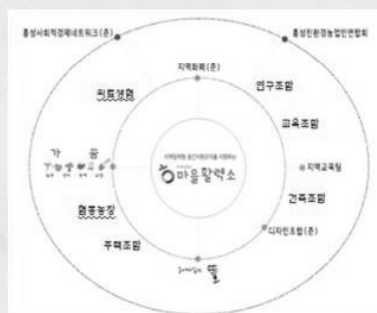 홍성사회적경제네트워크(준)
홍성친환경농업인연합회
지역화폐(준)
의료생협
연구조합
교육조합
가꿈
마을활력소
지역교육팀
건축조합
협동농장
디자인조합(준)
주택조합
뜰